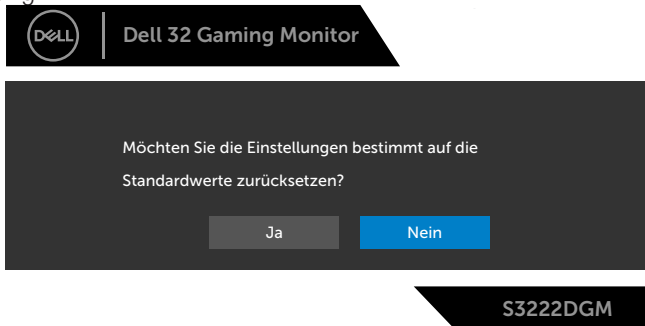 DELL
Dell 32 Gaming Monitor
Möchten Sie die Einstellungen bestimmt auf die
Standardwerte zurücksetzen?
Ja
Nein
S3222DGM